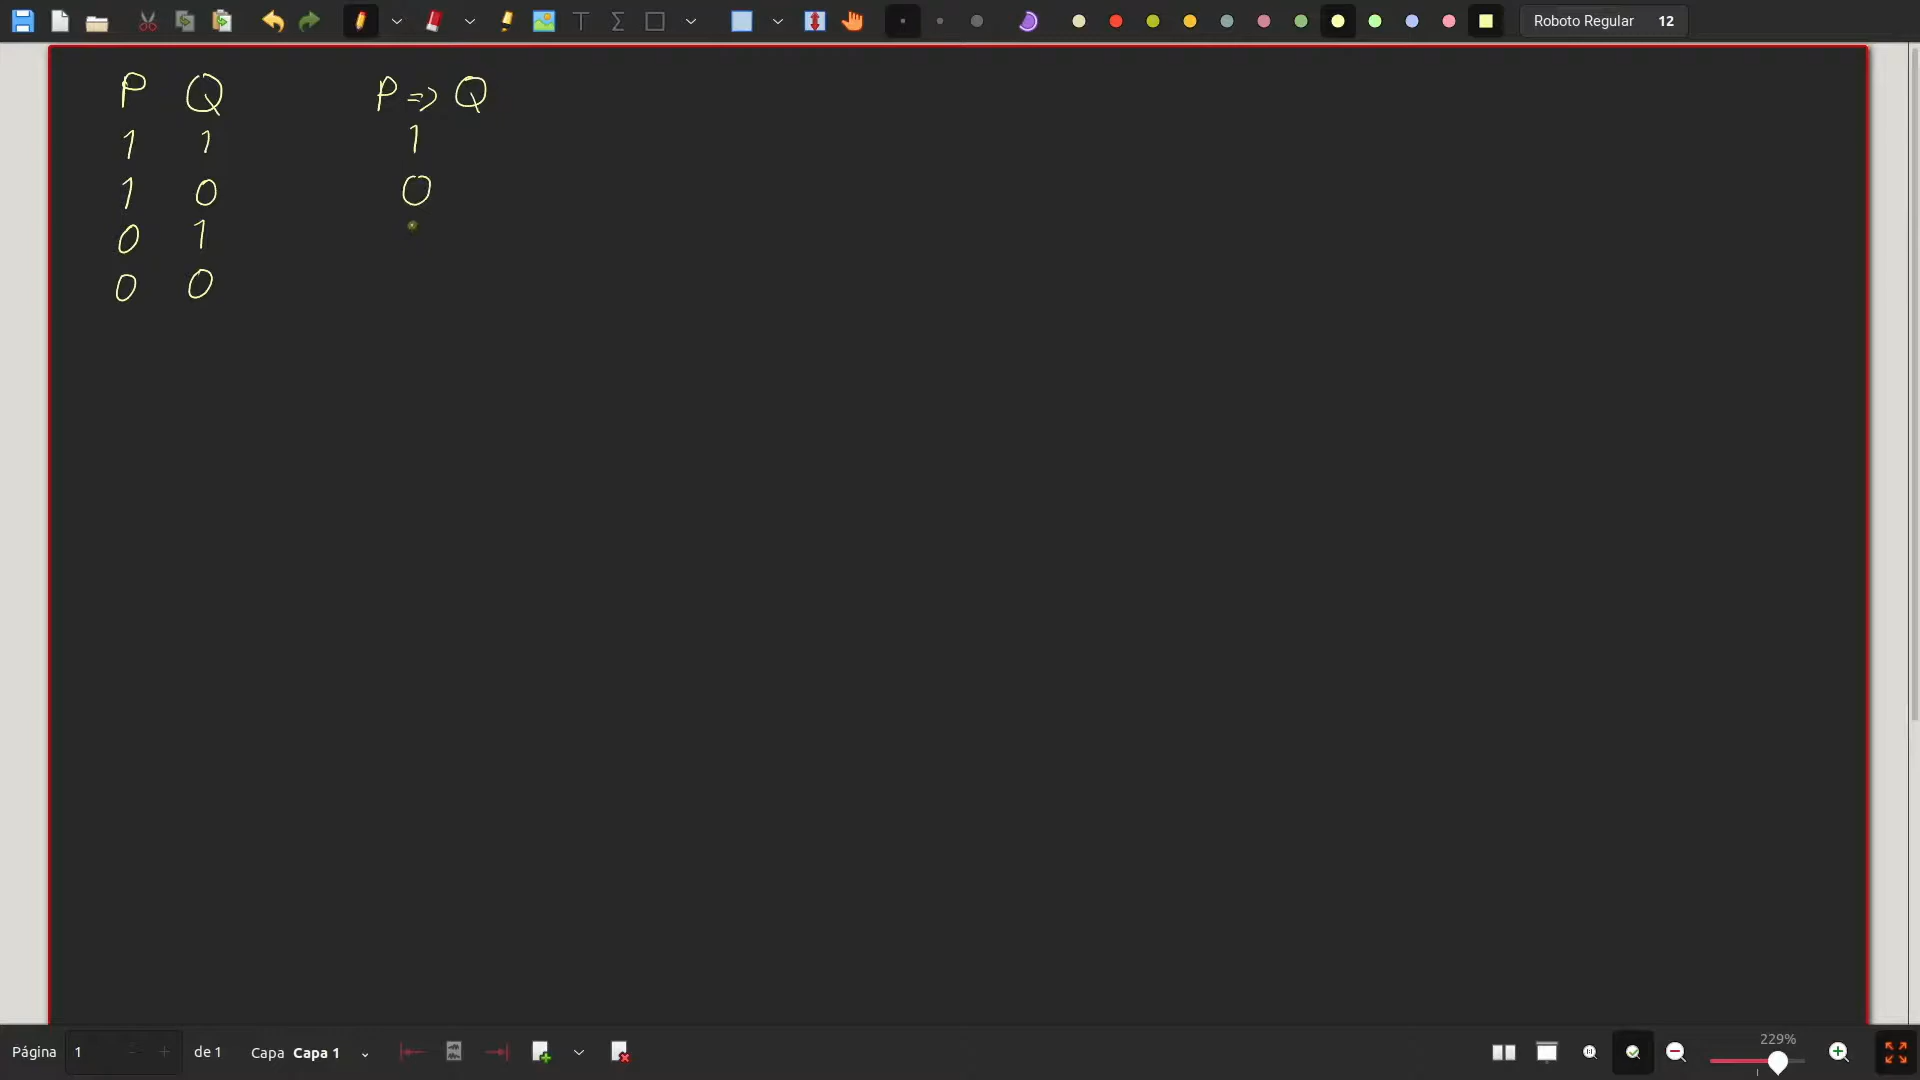 Roboto Regular 12
P Q P => Q
1 1 1
1 0 0
0 1
0 0
229%
Página 1 de 1 Capa Capa 1